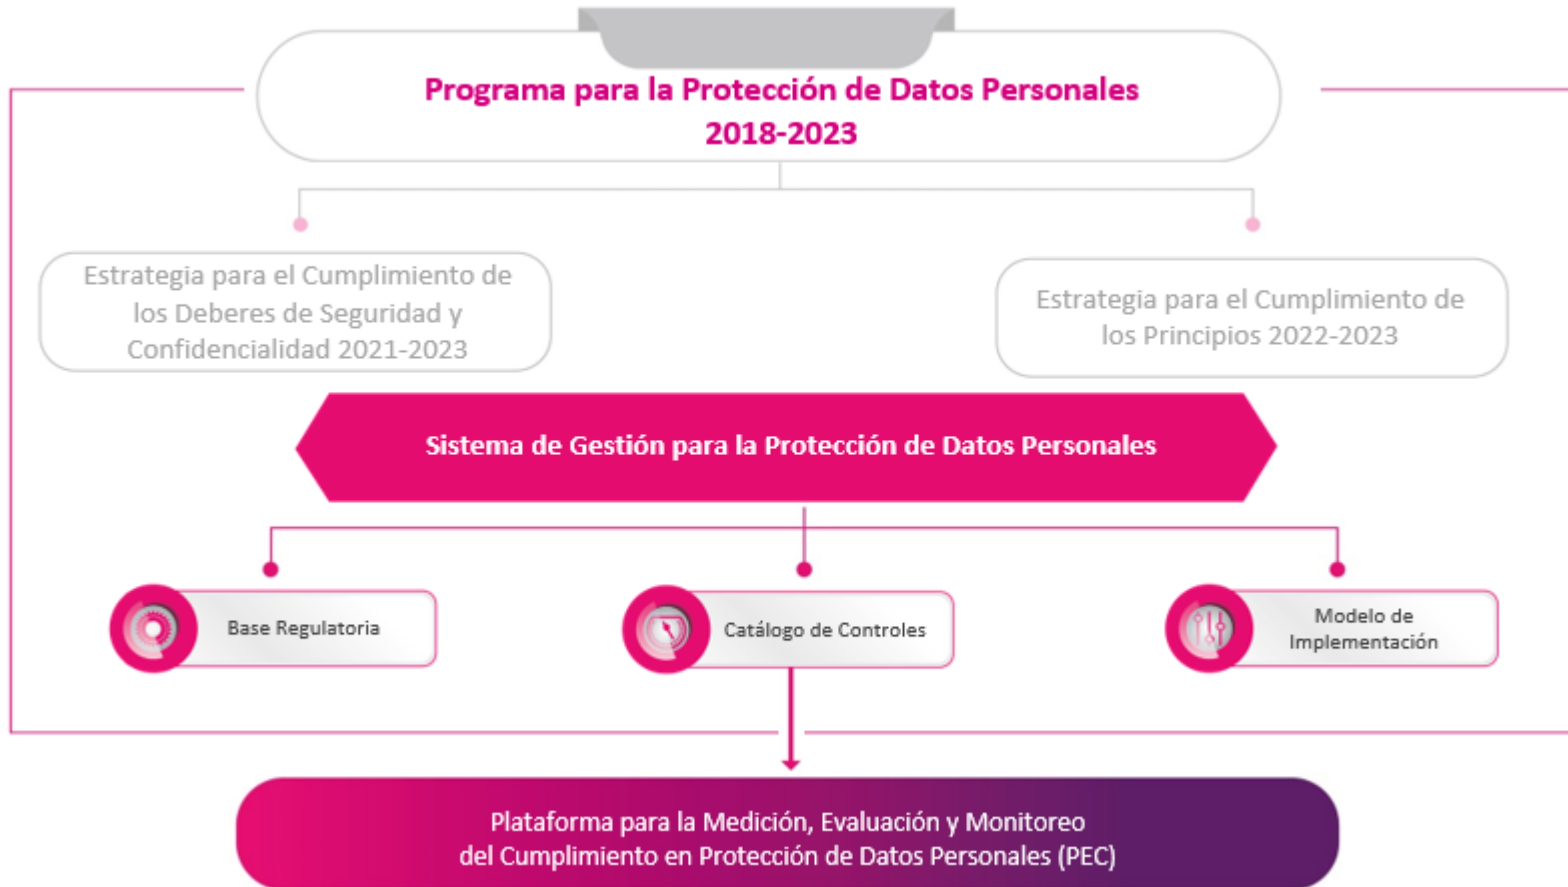 Programa para la Protección de Datos Personales
2018-2023
Estrategia para el Cumplimiento de
los Deberes de Seguridad y
Confidencialidad 2021-2023
Estrategia para el Cumplimiento de
los Principios 2022-2023
Sistema de Gestión para la Protección de Datos Personales
Base Regulatoria
Catálogo de Controles
Modelo de
Implementación
Plataforma para la Medición, Evaluación y Monitoreo
del Cumplimiento en Protección de Datos Personales (PEC)